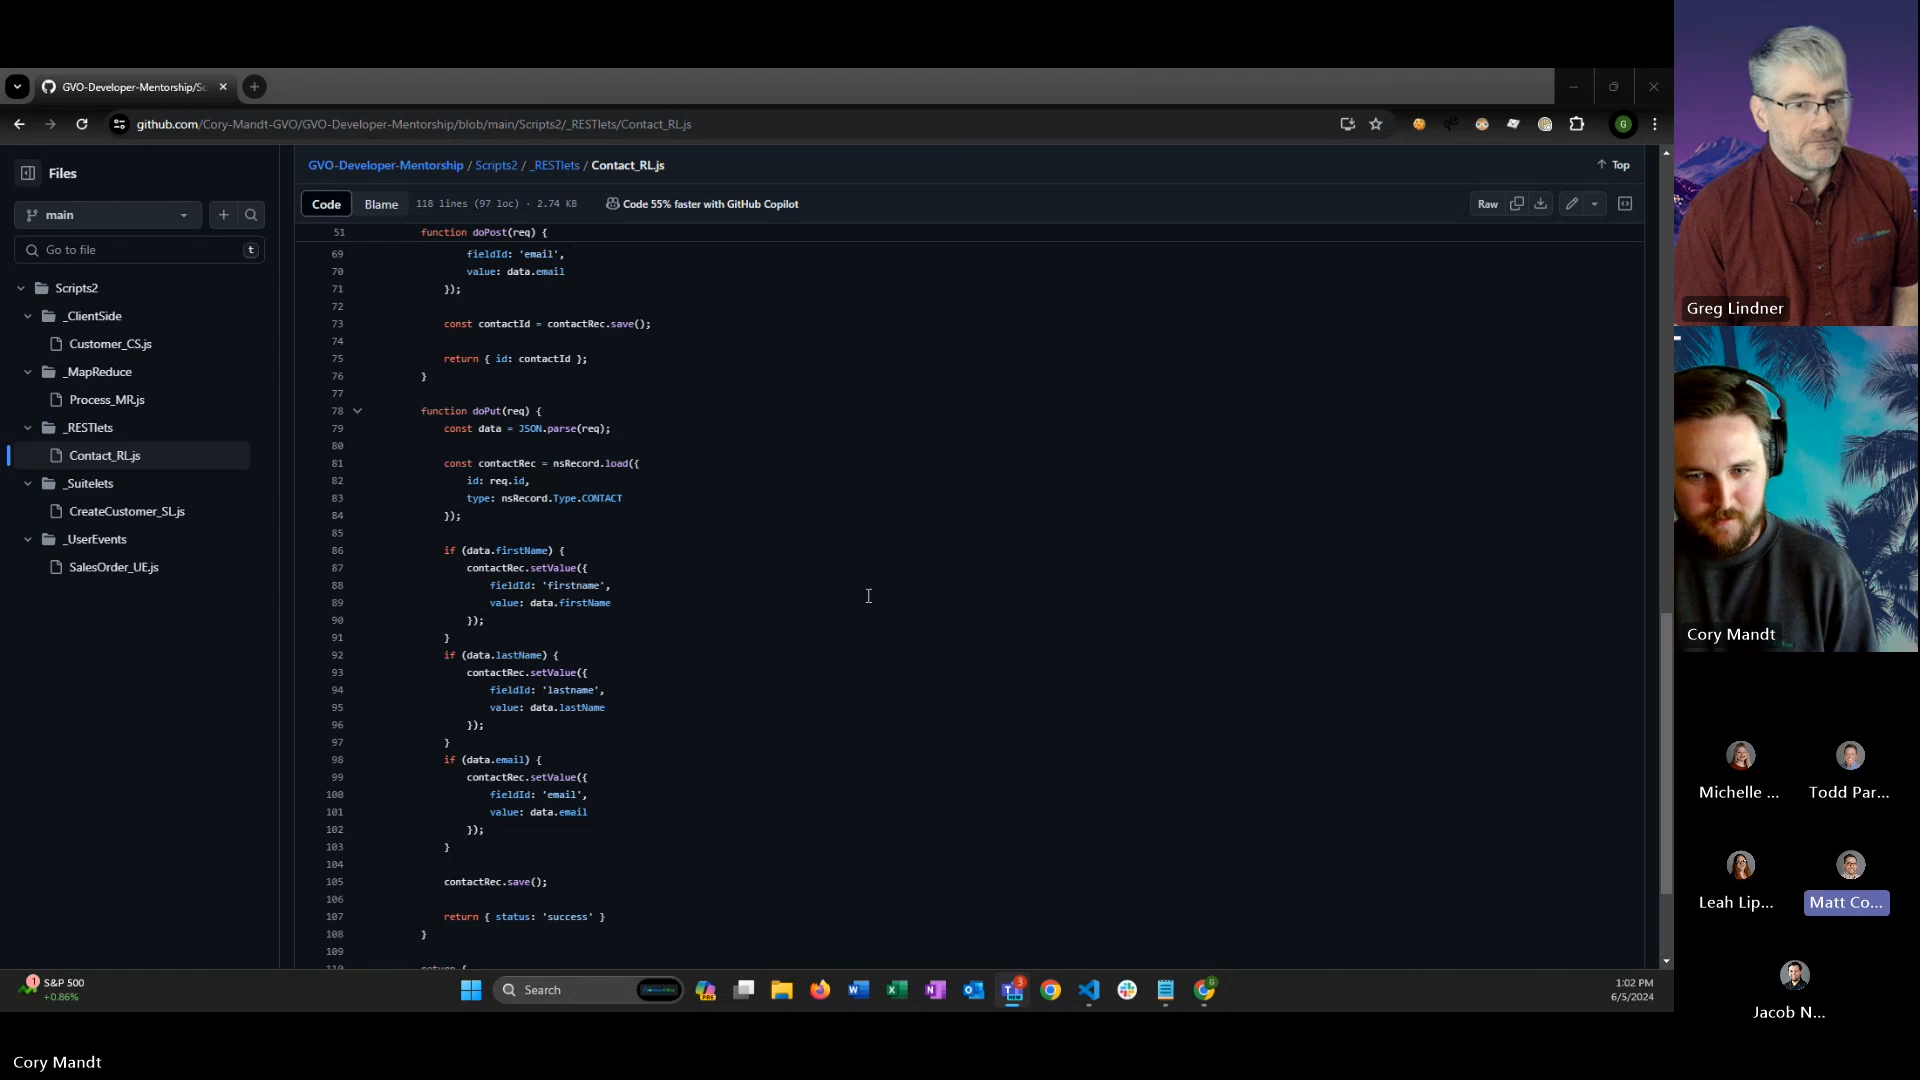 GVO-Developer-Mentorship/Sc
github.com/Cory-Mandt-GVO/GVO-Developer-Mentorship/blob/main/Scripts2/_RESTlets/Contact_RL.js
G
Files
main
Go to file
t
Scripts2
_ClientSide
Customer_CS.js
_MapReduce
Process_MR.js
_RESTlets
Contact_RL.js
_Suitelets
CreateCustomer_SL.js
_UserEvents
SalesOrder_UE.js
GVO-Developer-Mentorship / Scripts2 / _RESTlets / Contact_RL.js
Top
Code
Blame
118 lines (97 loc) · 2.74 KB
Code 55% faster with GitHub Copilot
Raw
51 function doPost(req) {
69 fieldId: 'email',
70 value: data.email
71 });
72
73 const contactId = contactRec.save();
74
75 return { id: contactId };
76 }
77
78 function doPut(req) {
79 const data = JSON.parse(req);
80
81 const contactRec = nsRecord.load({
82 id: req.id,
83 type: nsRecord.Type.CONTACT
84 });
85
86 if (data.firstName) {
87 contactRec.setValue({
88 fieldId: 'firstname',
89 value: data.firstName
90 });
91 }
92 if (data.lastName) {
93 contactRec.setValue({
94 fieldId: 'lastname',
95 value: data.lastName
96 });
97 }
98 if (data.email) {
99 contactRec.setValue({
100 fieldId: 'email',
101 value: data.email
102 });
103 }
104
105 contactRec.save();
106
107 return { status: 'success' }
108 }
109
110 return {
Greg Lindner
Cory Mandt
Michelle ...
Todd Par...
Leah Lip...
Matt Co...
Jacob N...
1
S&P 500
+0.86%
Search
PRE
3
1:02 PM
6/5/2024
Cory Mandt